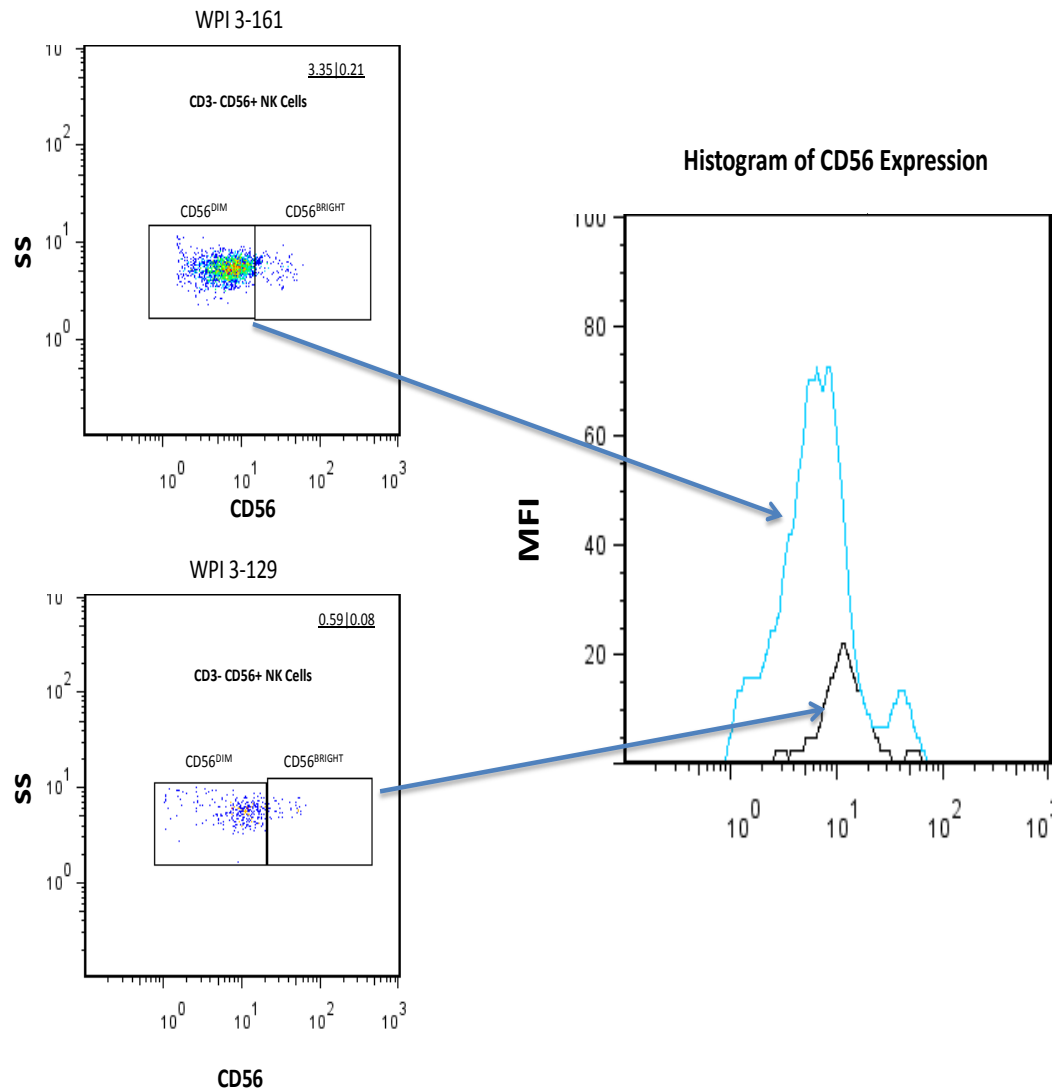 WPI 3-161
10
3.35|0.21
CD3- CD56+ NK Cells
10²
CD56ᴰᴵᴹ CD56ᴮᴿᴵᴳᴴᵀ
10¹
SS
10⁰
10⁰ 10¹ 10² 10³
CD56
WPI 3-129
10
0.59|0.08
CD3- CD56+ NK Cells
10²
CD56ᴰᴵᴹ CD56ᴮᴿᴵᴳᴴᵀ
10¹
SS
10⁰
10⁰ 10¹ 10² 10³
CD56
Histogram of CD56 Expression
100
80
60
MFI
40
20
10⁰ 10¹ 10² 10³